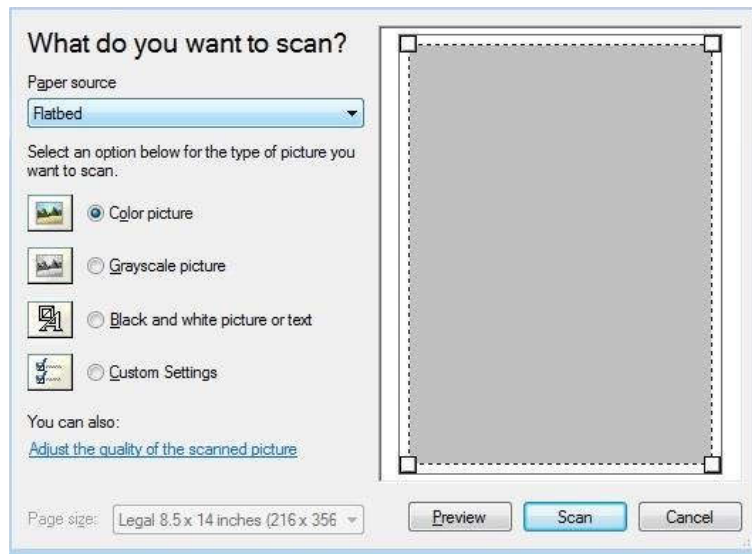 What do you want to scan?
Paper source
Flatbed
Select an option below for the type of picture you
want to scan.
Color picture
Grayscale picture
Black and white picture or text
Custom Settings
You can also:
Adjust the quality of the scanned picture
Page size: Legal 8.5 x 14 inches (216 x 356
Preview Scan Cancel